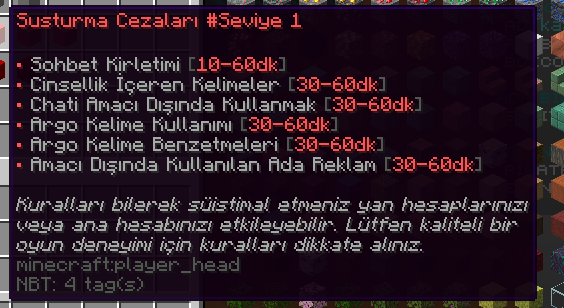 Susturma Cezaları #Seviye 1
• Sohbet Kirletimi [10-60dk]
• Cinsellik İçeren Kelimeler [30-60dk]
• Chati Amacı Dışında Kullanmak [30-60dk]
• Argo Kelime Kullanımı [30-60dk]
• Argo Kelime Benzetmeleri [30-60dk]
• Amacı Dışında Kullanılan Ada Reklam [30-60dk]
Kuralları bilerek süistimal etmeniz yan hesaplarınızı
veya ana hesabınızı etkileyebilir. Lütfen kaliteli bir
oyun deneyimi için kuralları dikkate alınız.
minecraft:player_head
NBT: 4 tag(s)